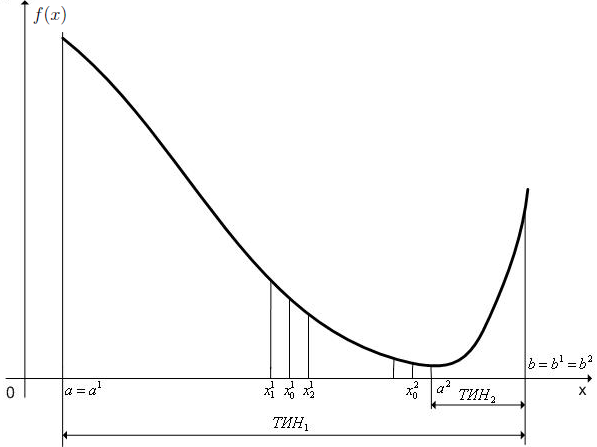 f(x)
b = b¹ = b²
0 a = a¹ x₁¹ x₀¹ x₂¹ x₀² a² x
ТИН₂
ТИН₁